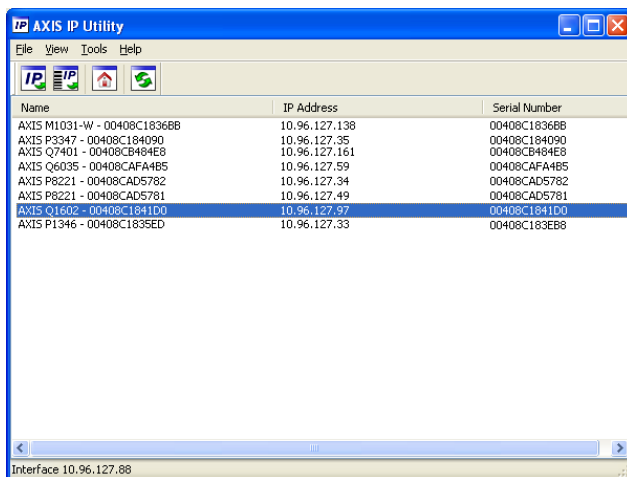 IP AXIS IP Utility
File View Tools Help
IP IP
Name IP Address Serial Number
AXIS M1031-W - 00408C1836BB 10.96.127.138 00408C1836BB
AXIS P3347 - 00408C184090 10.96.127.35 00408C184090
AXIS Q7401 - 00408CB484E8 10.96.127.161 00408CB484E8
AXIS Q6035 - 00408CAFA4B5 10.96.127.59 00408CAFA4B5
AXIS P8221 - 00408CAD5782 10.96.127.34 00408CAD5782
AXIS P8221 - 00408CAD5781 10.96.127.49 00408CAD5781
AXIS Q1602 - 00408C1841D0 10.96.127.97 00408C1841D0
AXIS P1346 - 00408C1835ED 10.96.127.33 00408C183EB8
Interface 10.96.127.88